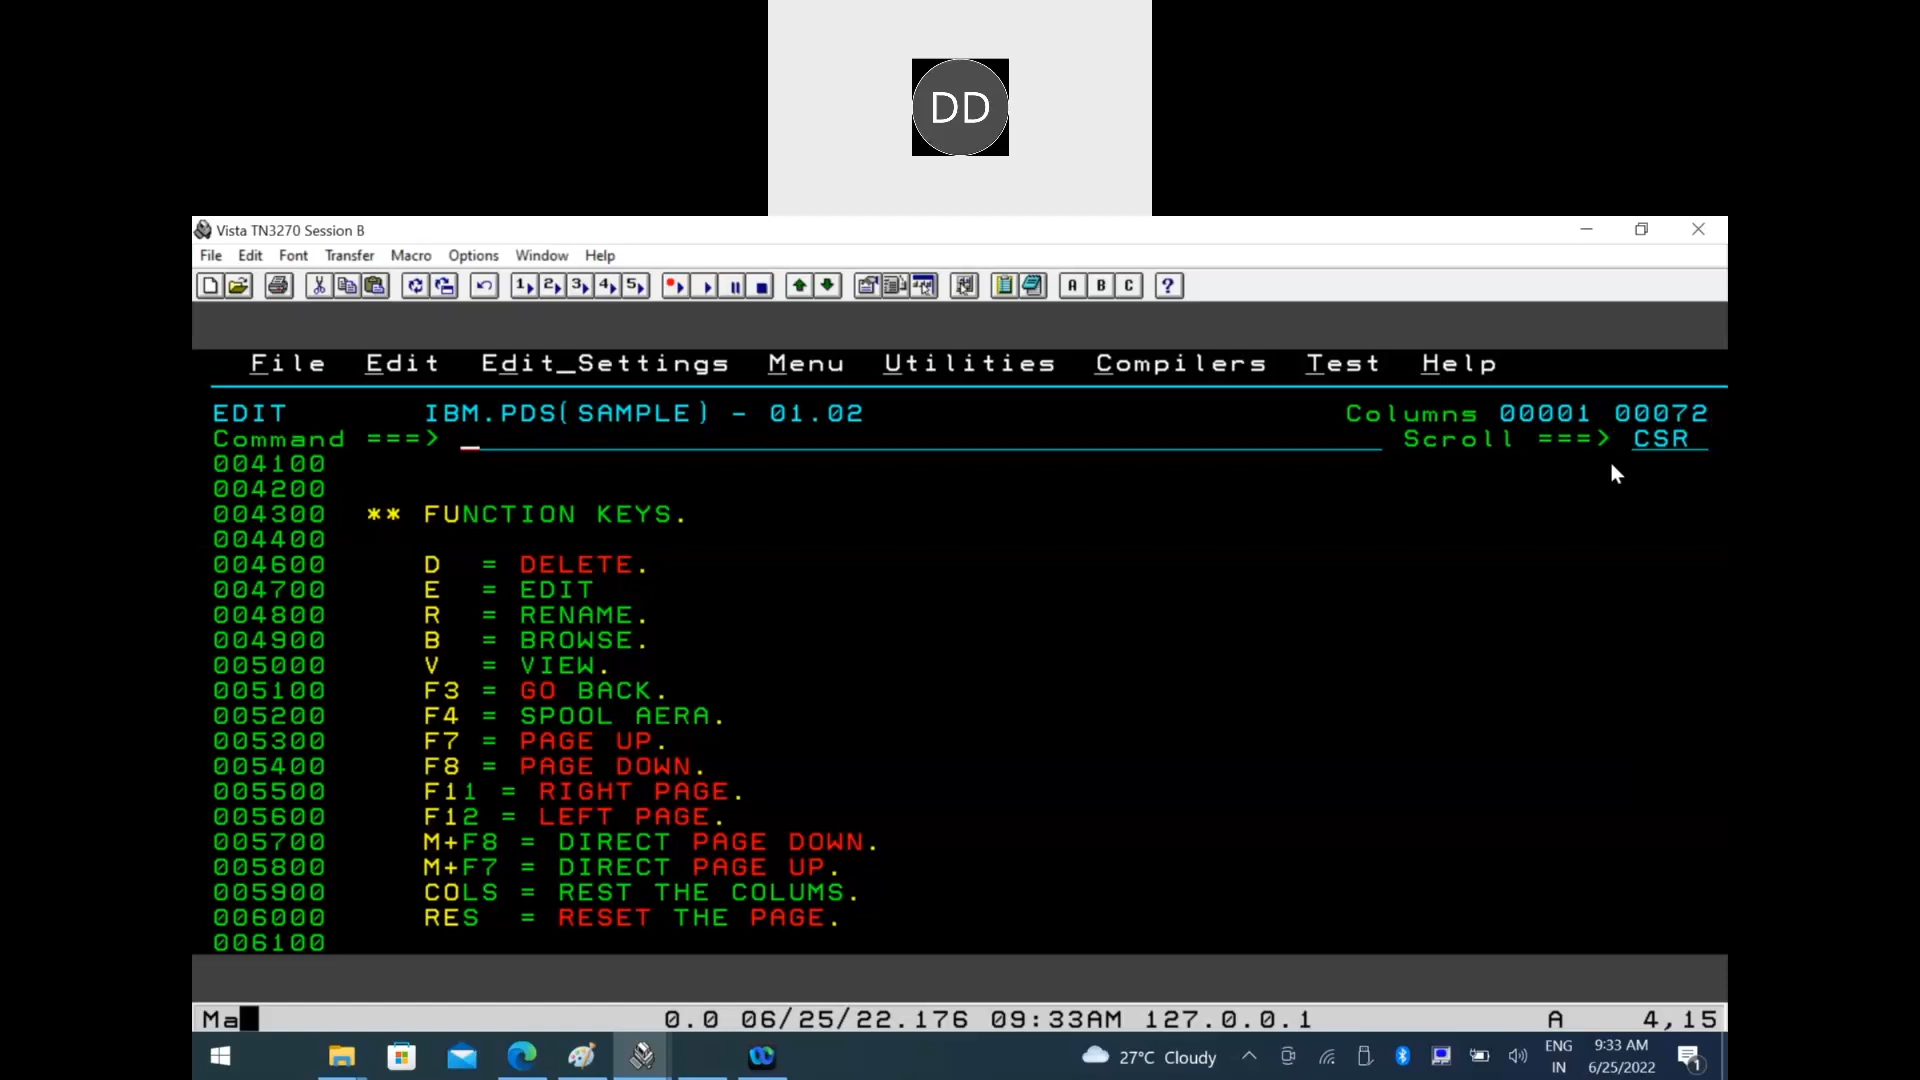 DD
Vista TN3270 Session B
File Edit Font Transfer Macro Options Window Help
1 2 3 4 5 A B C ?
File Edit Edit_Settings Menu Utilities Compilers Test Help
EDIT IBM.PDS(SAMPLE) - 01.02 Columns 00001 00072
Command ===> Scroll ===> CSR
004100
004200
004300 ** FUNCTION KEYS.
004400
004600 D = DELETE.
004700 E = EDIT
004800 R = RENAME.
004900 B = BROWSE.
005000 V = VIEW.
005100 F3 = GO BACK.
005200 F4 = SPOOL AERA.
005300 F7 = PAGE UP.
005400 F8 = PAGE DOWN.
005500 F11 = RIGHT PAGE.
005600 F12 = LEFT PAGE.
005700 M+F8 = DIRECT PAGE DOWN.
005800 M+F7 = DIRECT PAGE UP.
005900 COLS = REST THE COLUMS.
006000 RES = RESET THE PAGE.
006100
Ma 0.0 06/25/22.176 09:33AM 127.0.0.1 A 4,15
27°C Cloudy ENG IN 9:33 AM 6/25/2022 1